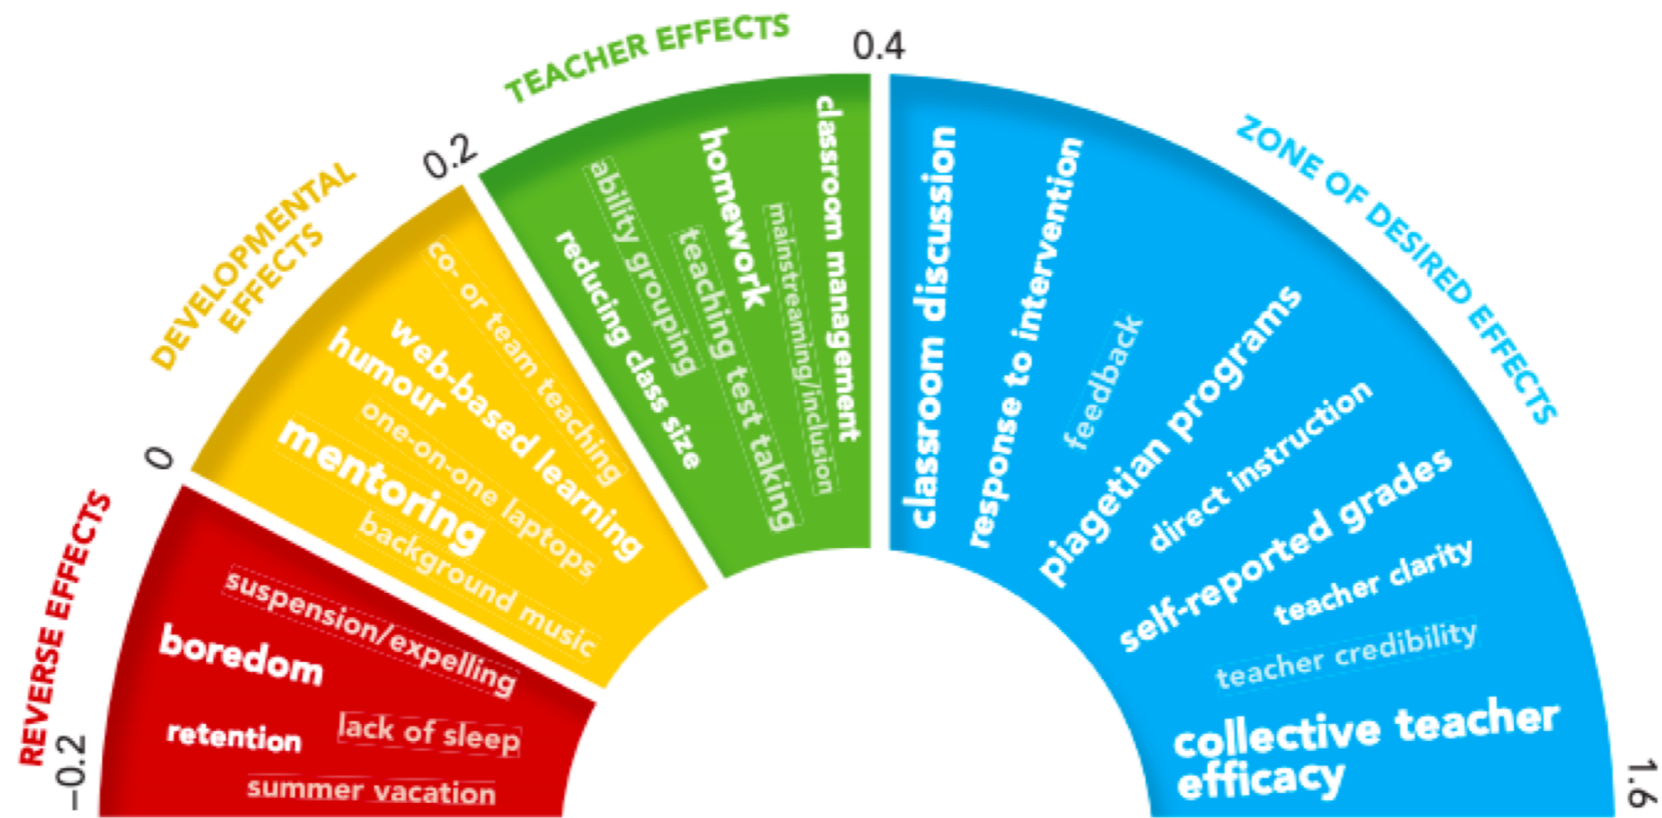 REVERSE EFFECTS
-0.2
suspension/expelling
boredom
retention
lack of sleep
summer vacation
0
DEVELOPMENTAL
EFFECTS
co- or team teaching
web-based learning
humour
one-on-one laptops
mentoring
background music
0.2
TEACHER EFFECTS
reducing class size
ability grouping
teaching test taking
homework
mainstreaming/inclusion
classroom management
0.4
ZONE OF DESIRED EFFECTS
classroom discussion
response to intervention
feedback
piagetian programs
direct instruction
self-reported grades
teacher clarity
teacher credibility
collective teacher
efficacy
1.6